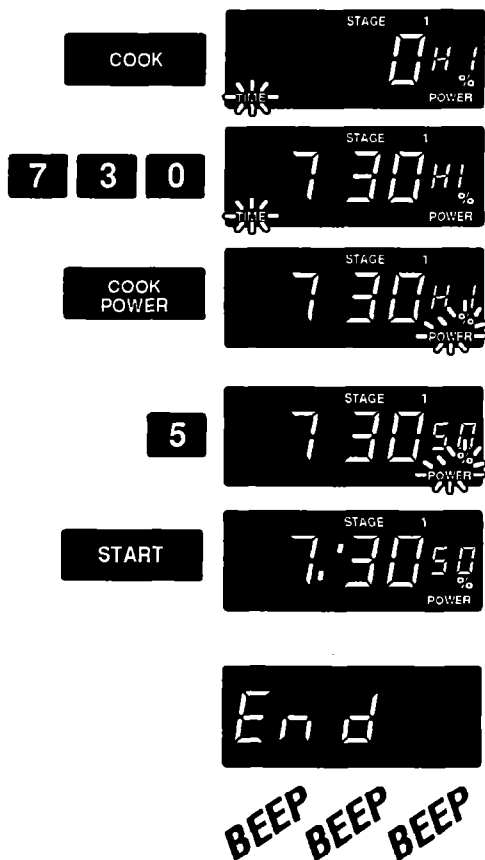 STAGE 1
COOK
0 HI
%
TIME POWER
STAGE 1
7 3 0
7 30 HI
%
TIME POWER
STAGE 1
COOK
POWER
7 30 HI
%
POWER
STAGE 1
5
7 30 50
%
POWER
STAGE 1
START
7:30 50
%
POWER
End
BEEP BEEP BEEP